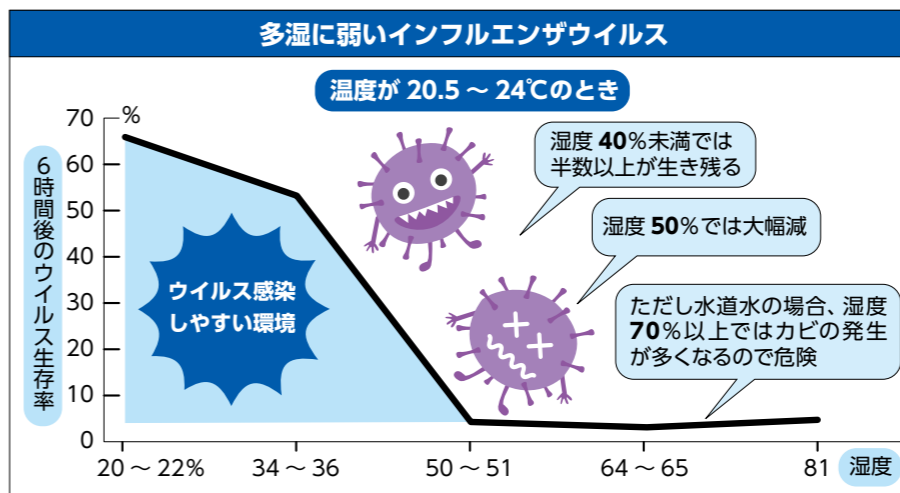 多湿に弱いインフルエンザウイルス
温度が 20.5 ～ 24℃のとき
%
70
60
50
40
30
20
10
0
6時間後のウイルス生存率
湿度 40%未満では
半数以上が生き残る
湿度 50%では大幅減
ただし水道水の場合、湿度
70%以上ではカビの発生
が多くなるので危険
ウイルス感染
しやすい環境
20 ～ 22% 34 ～ 36 50 ～ 51 64 ～ 65 81 湿度